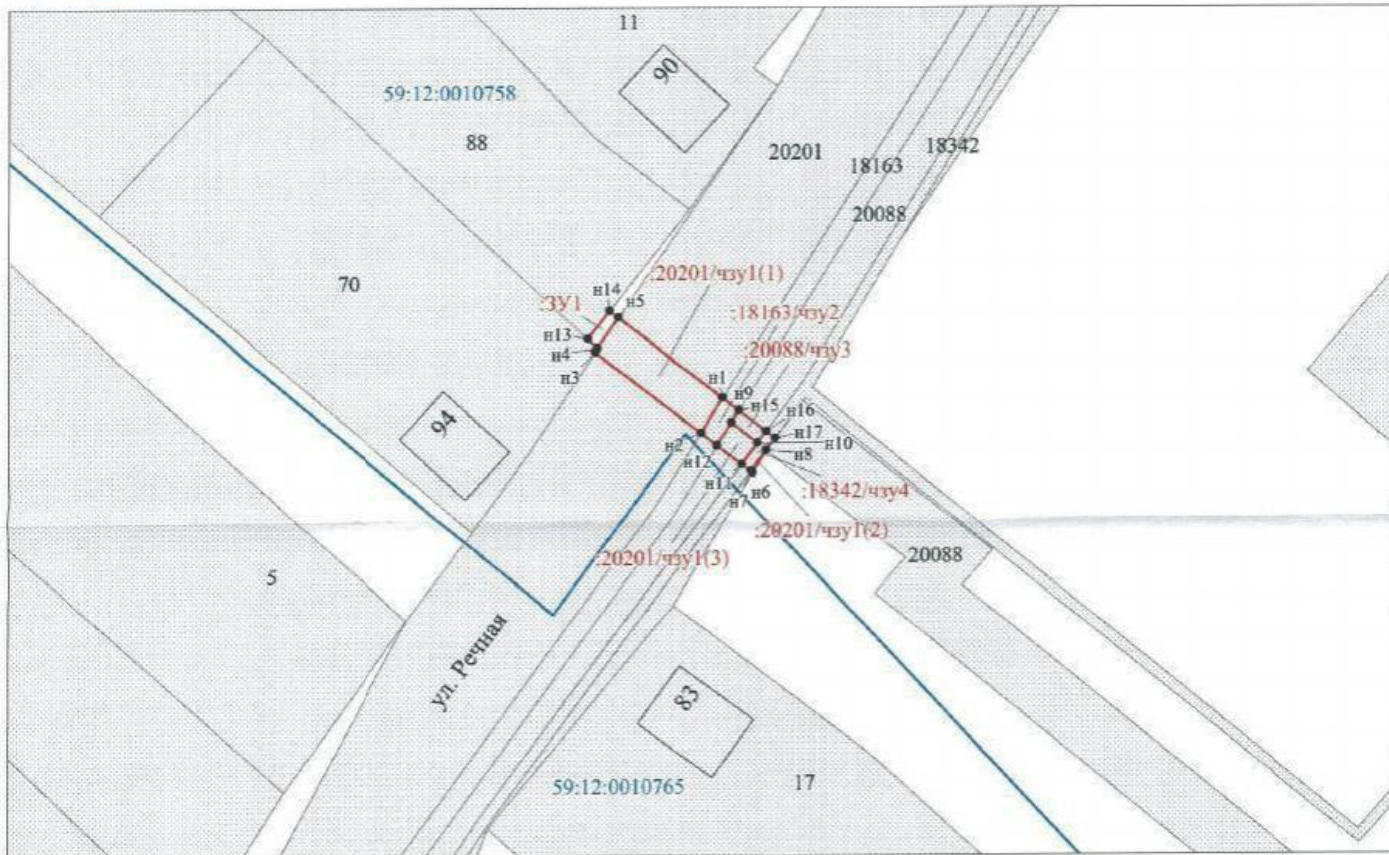 11
90
59:12:0010758
88
20201
18163
18342
20088
70
:20201/чзу1(1)
н14
н5
:ЗУ1
:18163/чзу2
н13
:20088/чзу3
н4
н3
н1
н9
н15
н16
н17
н10
94
н2
н12
н8
н11
н6
н7
:18342/чзу4
:20201/чзу1(2)
:20201/чзу1(3)
20088
5
ул. Речная
83
59:12:0010765
17